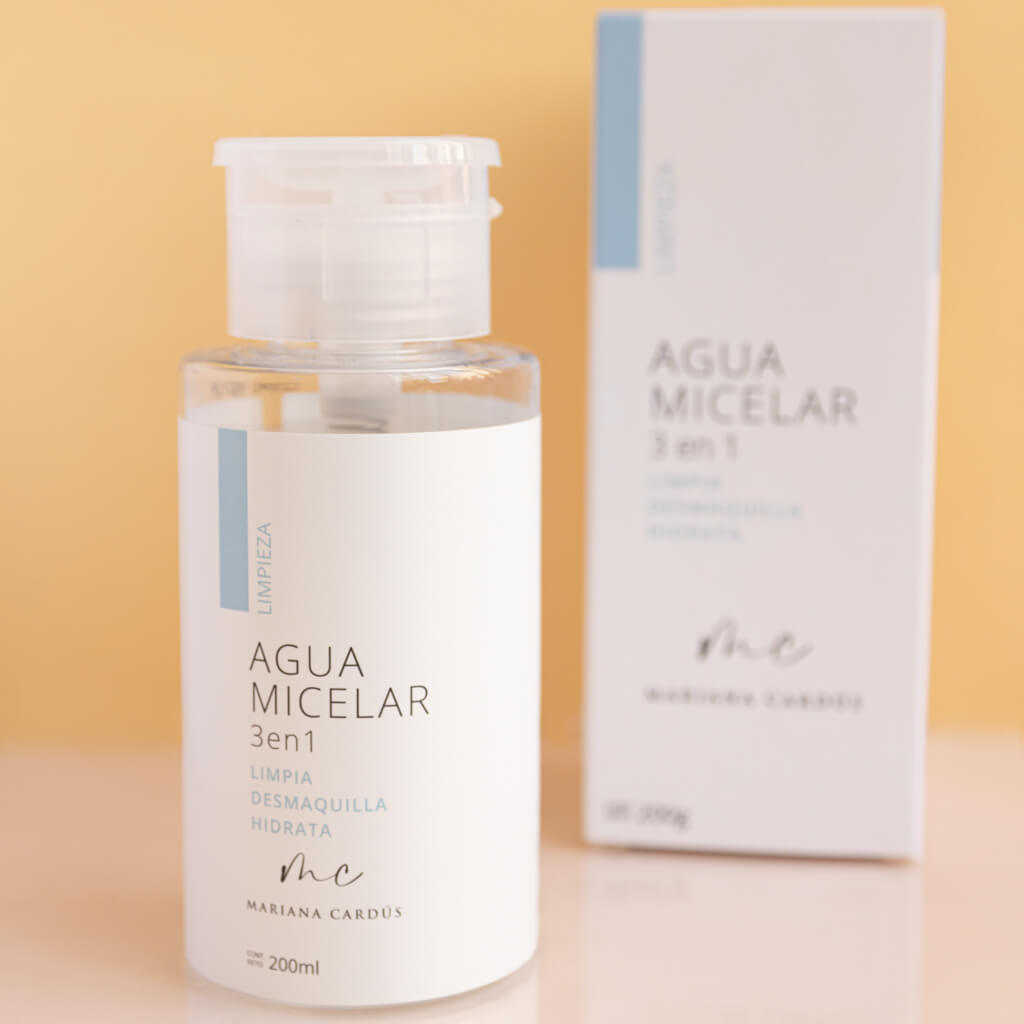 LIMPIEZA
AGUA
MICELAR
3en1
LIMPIA
DESMAQUILLA
HIDRATA
mc
MARIANA CARDÚS
CONT.
NETO 200ml
LIMPIEZA
AGUA
MICELAR
3 en 1
LIMPIA
DESMAQUILLA
HIDRATA
mc
MARIANA CARDÚS
200g